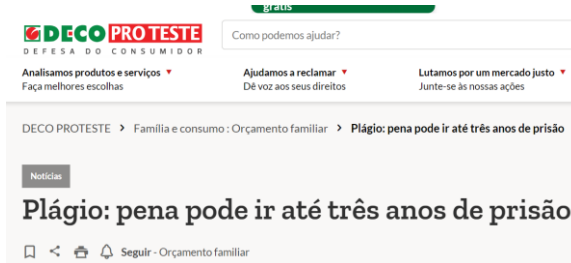 grátis
DECO PROTESTE
DEFESA DO CONSUMIDOR
Como podemos ajudar?
Analisamos produtos e serviços
Faça melhores escolhas
Ajudamos a reclamar
Dê voz aos seus direitos
Lutamos por um mercado justo
Junte-se às nossas ações
DECO PROTESTE > Família e consumo : Orçamento familiar > Plágio: pena pode ir até três anos de prisão
Notícias
Plágio: pena pode ir até três anos de prisão
Seguir - Orçamento familiar